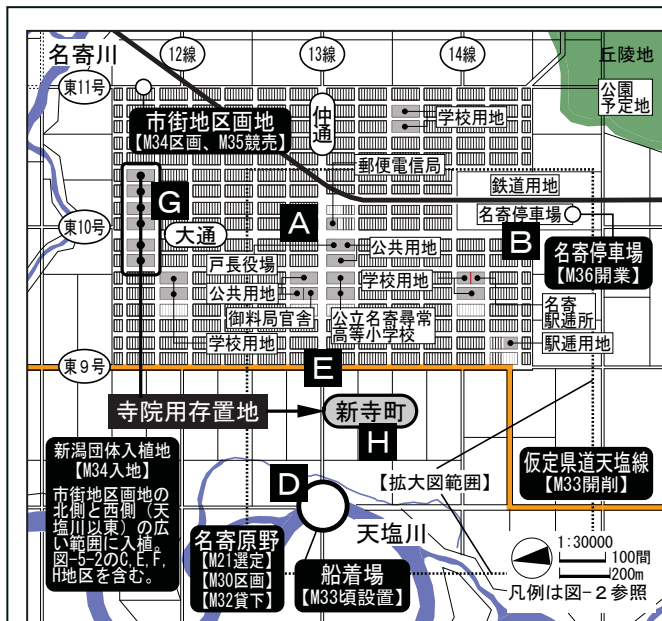 名寄川
12線
13線
14線
丘陵地
東11号
公園
予定地
市街地区画地
【M34区画、M35競売】
仲通
学校用地
郵便電信局
鉄道用地
G
A
名寄停車場
東10号
大通
B
公共用地
名寄停車場
【M36開業】
戸長役場
学校用地
公共用地
御料局官舎
公立名寄尋常
高等小学校
名寄
駅逓所
学校用地
駅逓用地
東9号
E
寺院用存置地
新寺町
H
新潟団体入植地
【M34入地】
市街地区画地の
北側と西側（天
塩川以東）の広
い範囲に入植。
図-5-2のC,E,F,
H地区を含む。
【拡大図範囲】
仮定県道天塩線
【M33開削】
D
天塩川
名寄原野
【M21選定】
【M30区画】
【M32貸下】
船着場
【M33頃設置】
1:30000
100間
200m
凡例は図-2参照